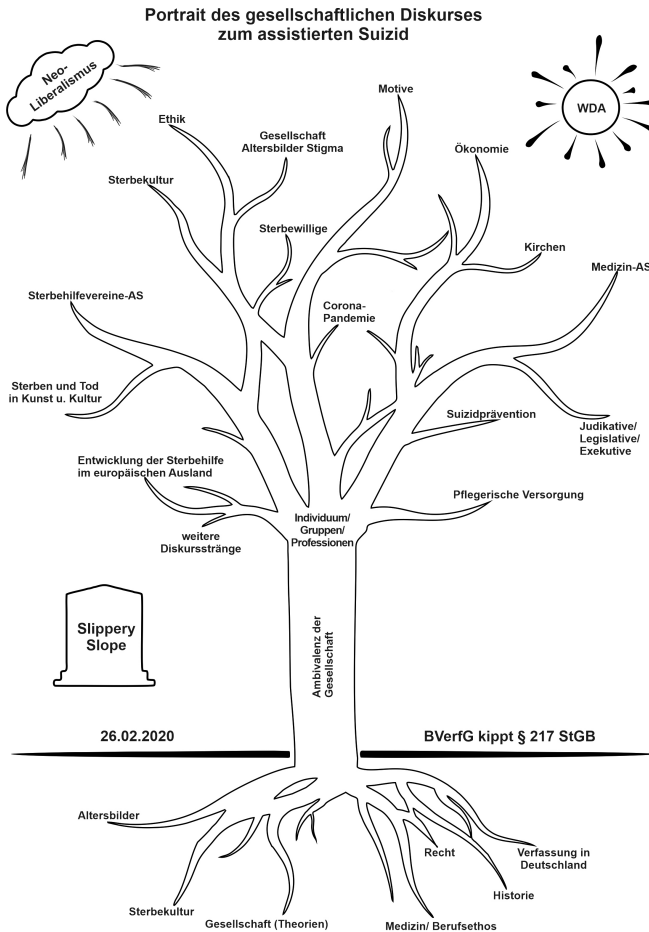 Portrait des gesellschaftlichen Diskurses
zum assistierten Suizid
Neo-
Liberalismus
WDA
Motive
Ethik
Gesellschaft
Altersbilder Stigma
Ökonomie
Sterbekultur
Sterbewillige
Kirchen
Medizin-AS
Sterbehilfevereine-AS
Corona-
Pandemie
Sterben und Tod
in Kunst u. Kultur
Suizidprävention
Judikative/
Legislative/
Exekutive
Entwicklung der Sterbehilfe
im europäischen Ausland
Pflegerische Versorgung
weitere
Diskursstränge
Individuum/
Gruppen/
Professionen
Slippery
Slope
Ambivalenz der
Gesellschaft
26.02.2020
BVerfG kippt § 217 StGB
Altersbilder
Recht
Verfassung in
Deutschland
Historie
Sterbekultur
Gesellschaft (Theorien)
Medizin/ Berufsethos